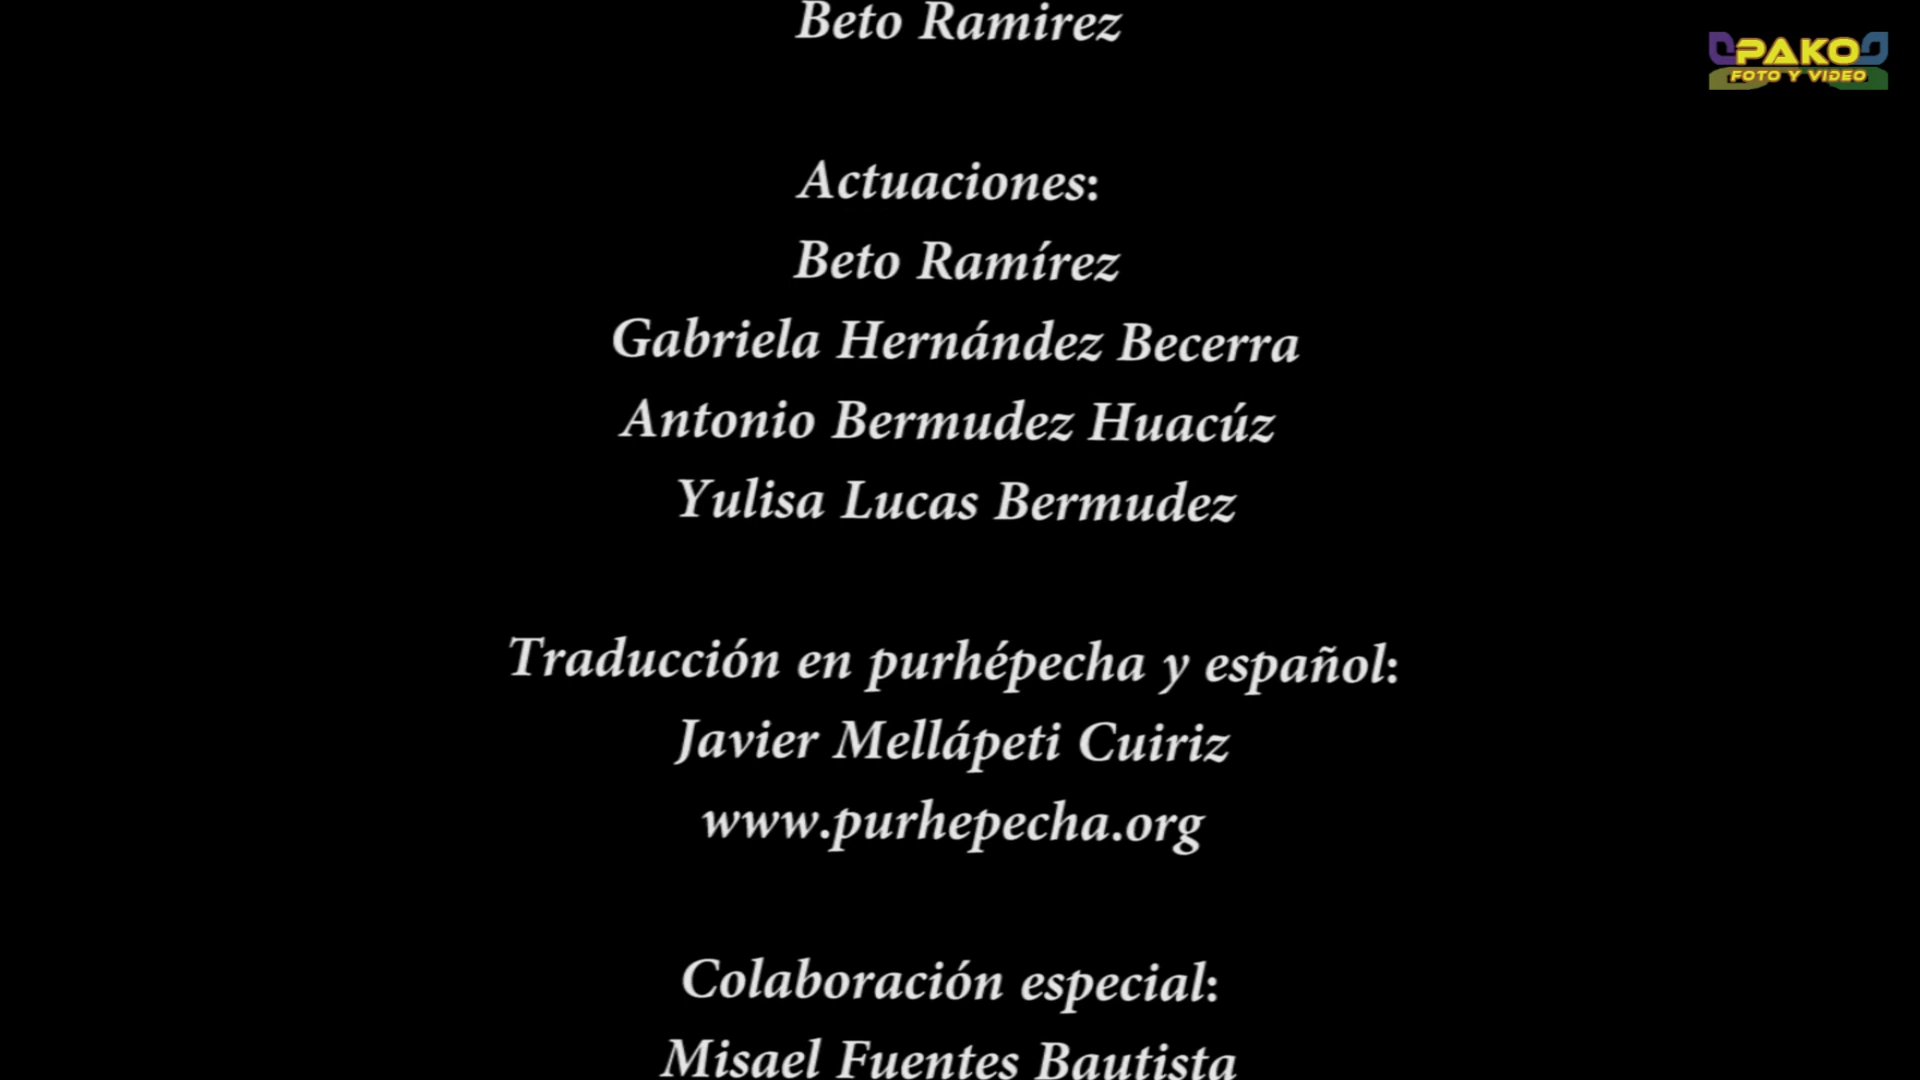 Beto Ramirez
PAKO
FOTO Y VIDEO
Actuaciones:
Beto Ramírez
Gabriela Hernández Becerra
Antonio Bermudez Huacúz
Yulisa Lucas Bermudez
Traducción en purhépecha y español:
Javier Mellápeti Cuiriz
www.purhepecha.org
Colaboración especial:
Misael Fuentes Bautista